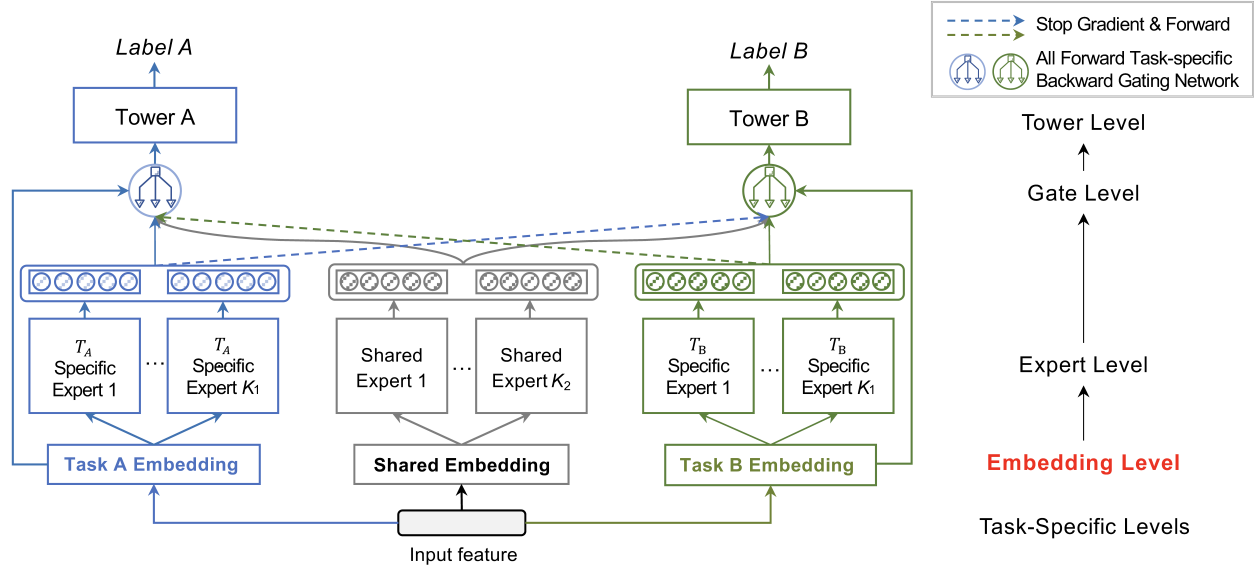 Label A
Label B
Stop Gradient & Forward
All Forward Task-specific
Backward Gating Network
Tower A
Tower B
Tower Level
Gate Level
T_A
Specific
Expert 1
...
T_A
Specific
Expert K₁
Shared
Expert 1
...
Shared
Expert K₂
T_B
Specific
Expert 1
...
T_B
Specific
Expert K₁
Expert Level
Task A Embedding
Shared Embedding
Task B Embedding
Embedding Level
Input feature
Task-Specific Levels